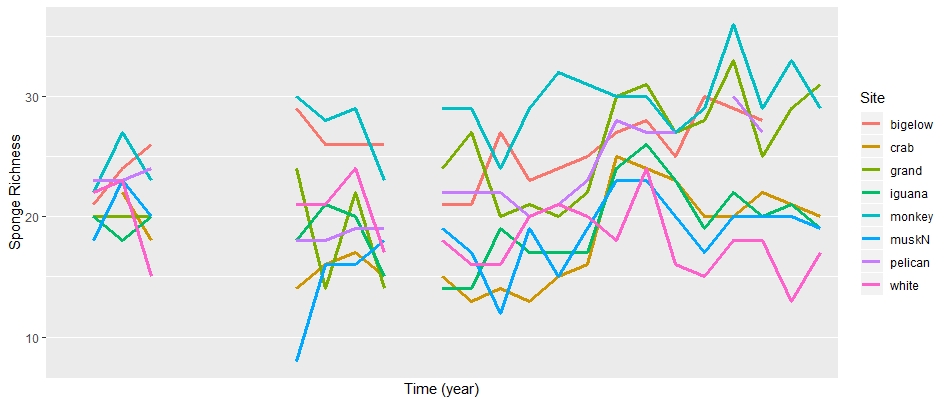 Sponge Richness
30
20
10
Time (year)
Site
bigelow
crab
grand
iguana
monkey
muskN
pelican
white